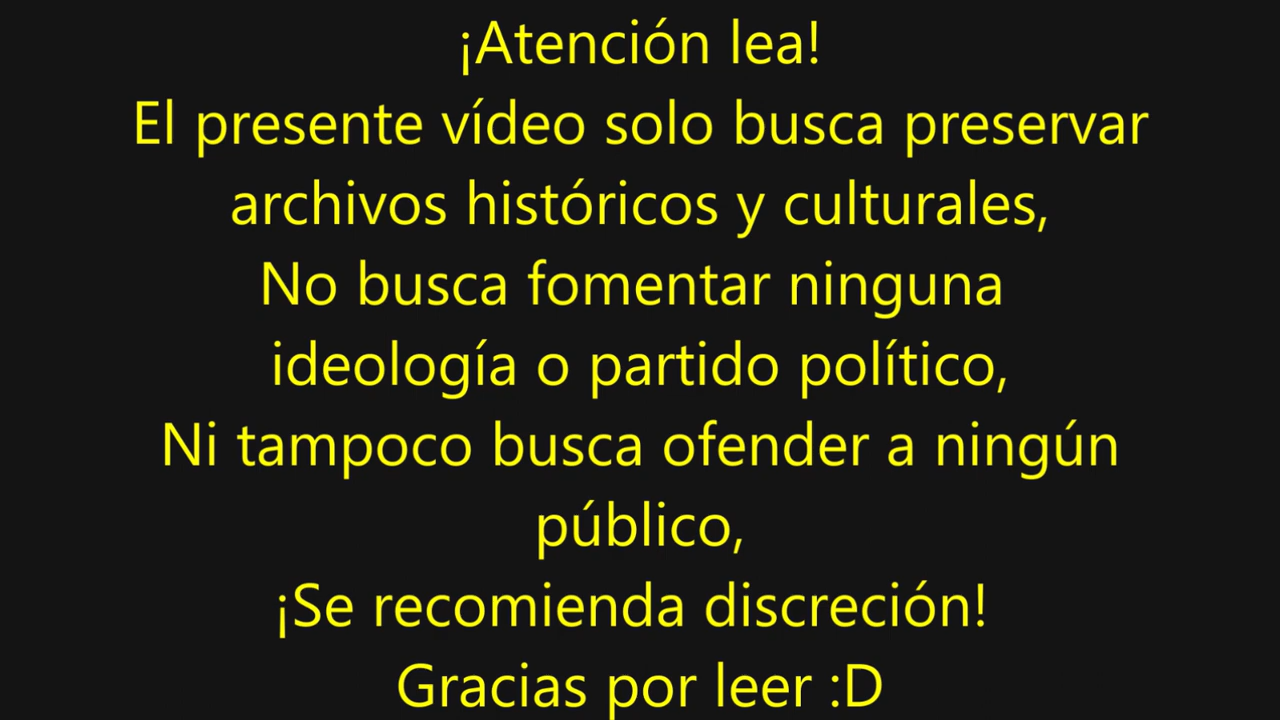 ¡Atención lea!
El presente vídeo solo busca preservar
archivos históricos y culturales,
No busca fomentar ninguna
ideología o partido político,
Ni tampoco busca ofender a ningún
público,
¡Se recomienda discreción!
Gracias por leer :D